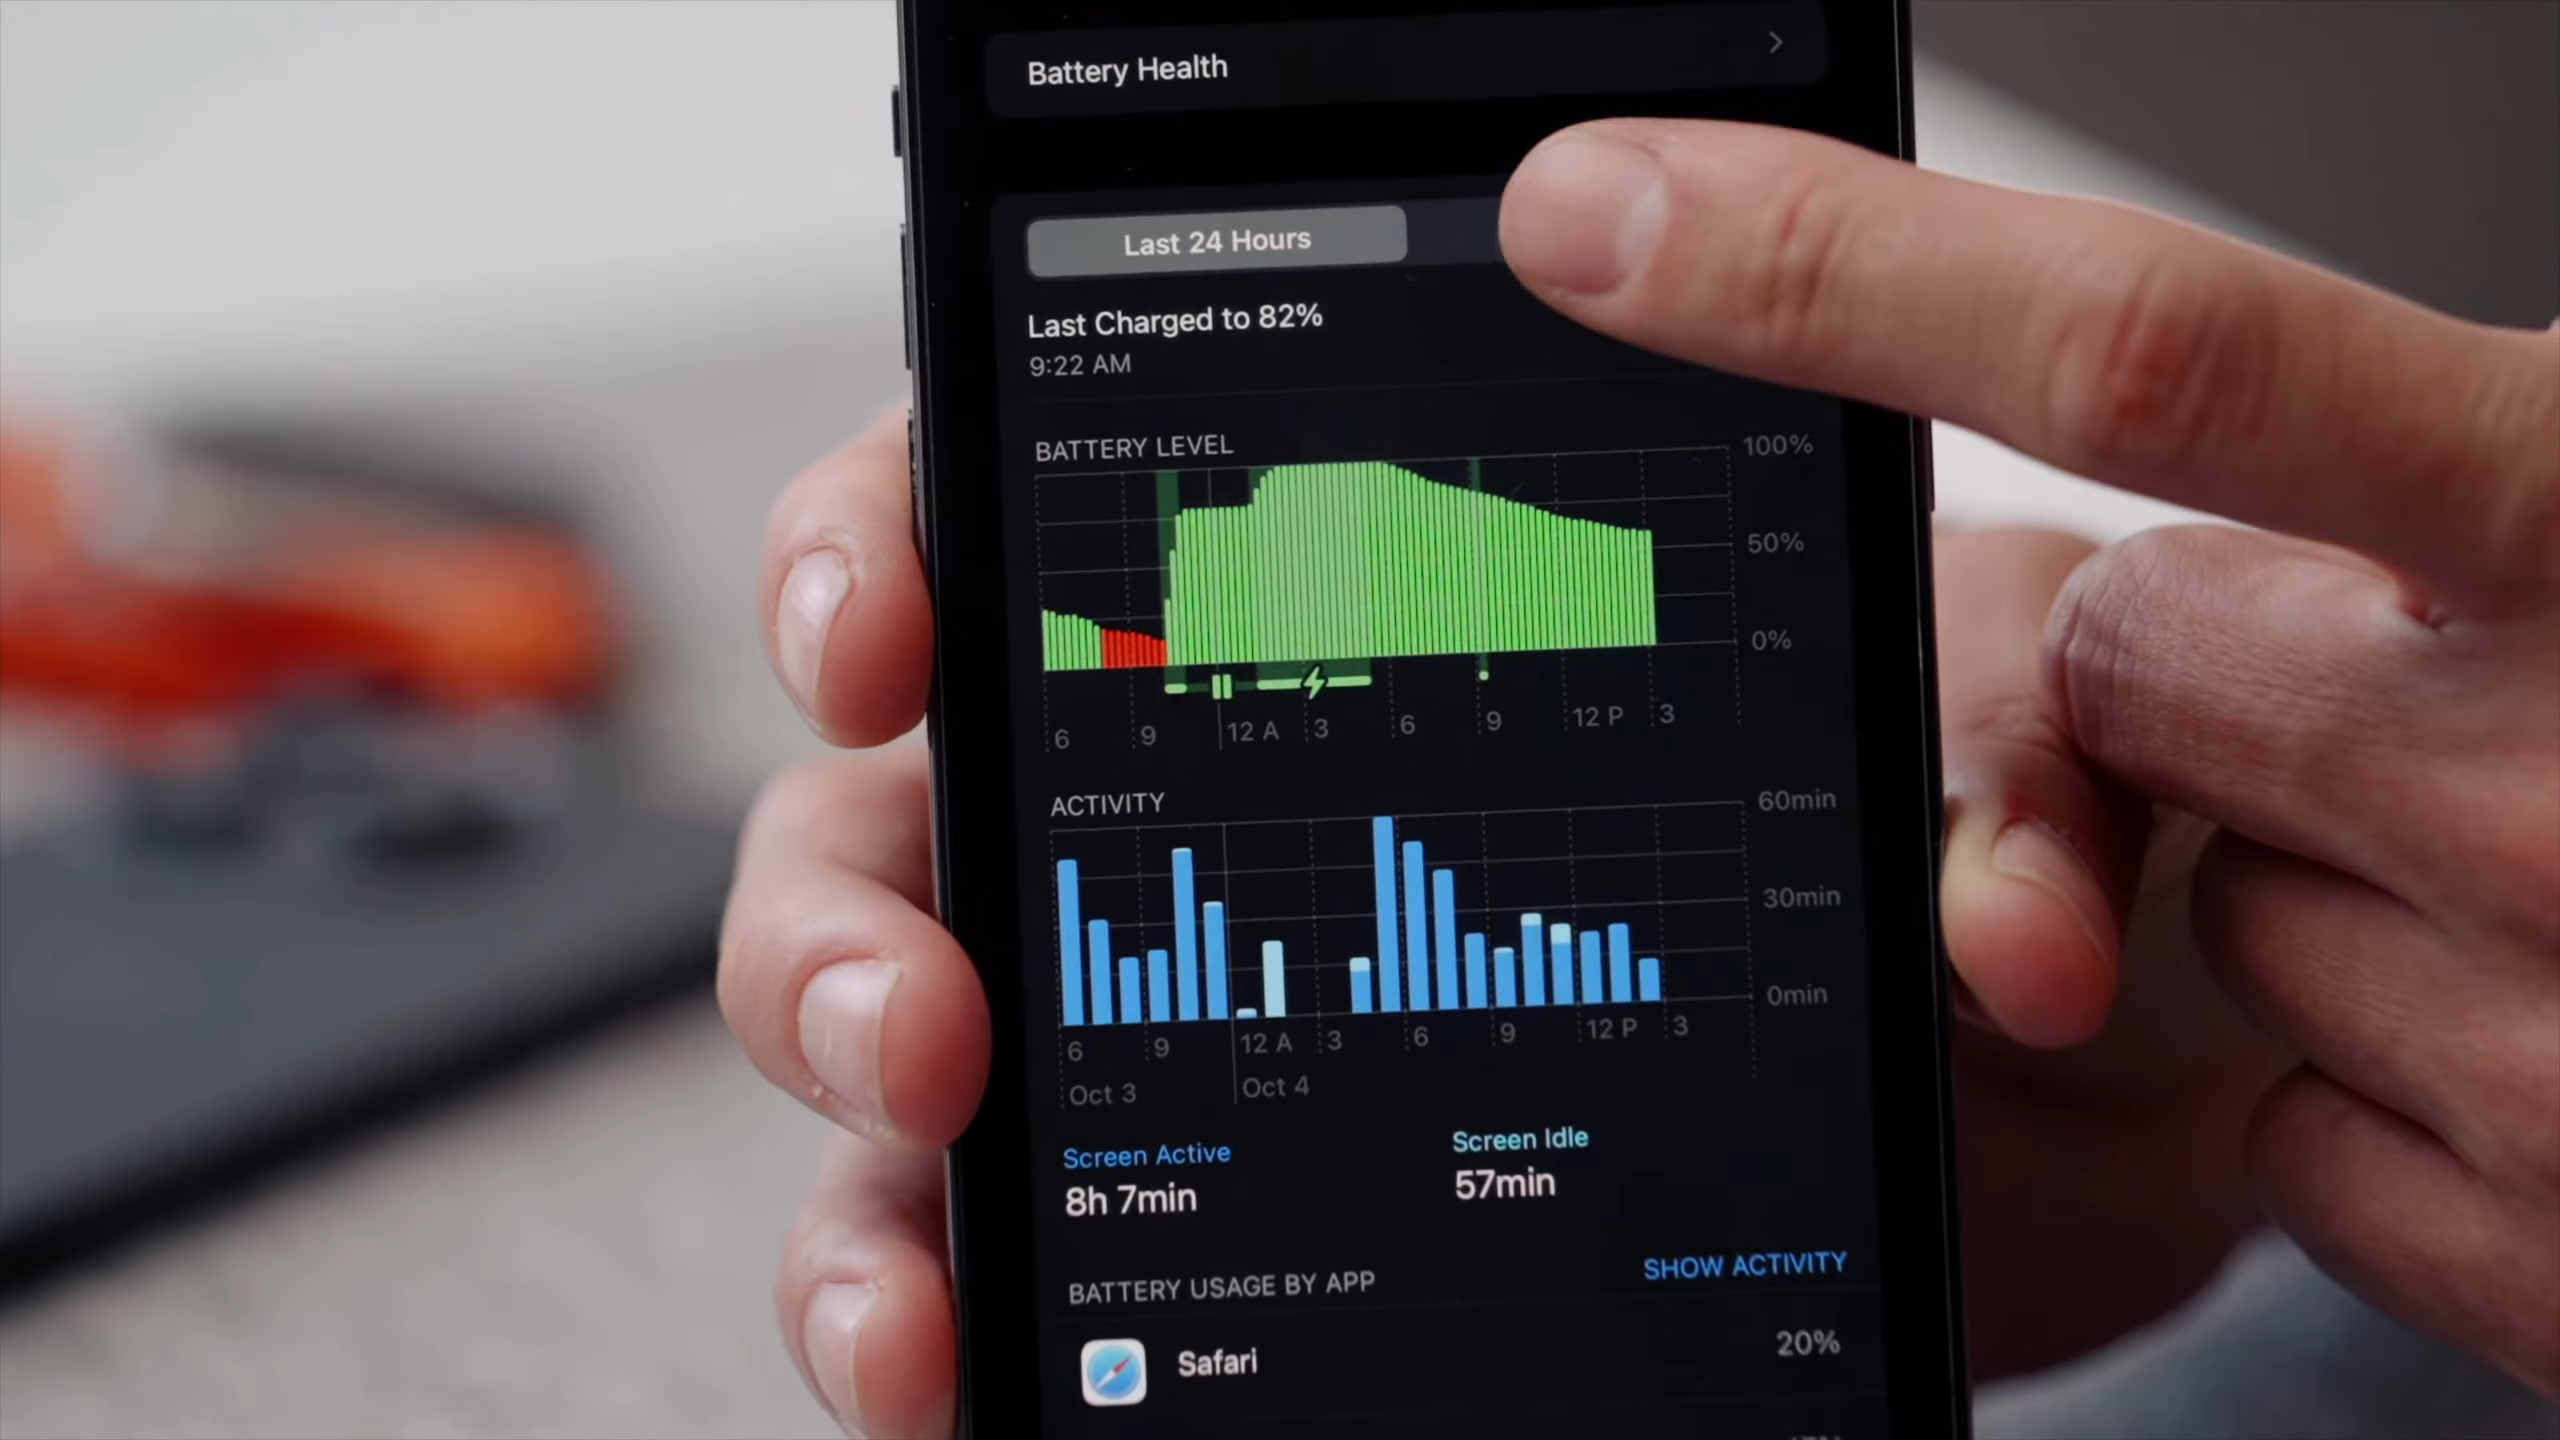 Battery Health
Last 24 Hours
Last Charged to 82%
9:22 AM
BATTERY LEVEL
100%
50%
0%
6 9 12 A 3 6 9 12 P 3
ACTIVITY
60min
30min
0min
6 9 12 A 3 6 9 12 P 3
Oct 3 Oct 4
Screen Active Screen Idle
8h 7min 57min
BATTERY USAGE BY APP SHOW ACTIVITY
Safari 20%